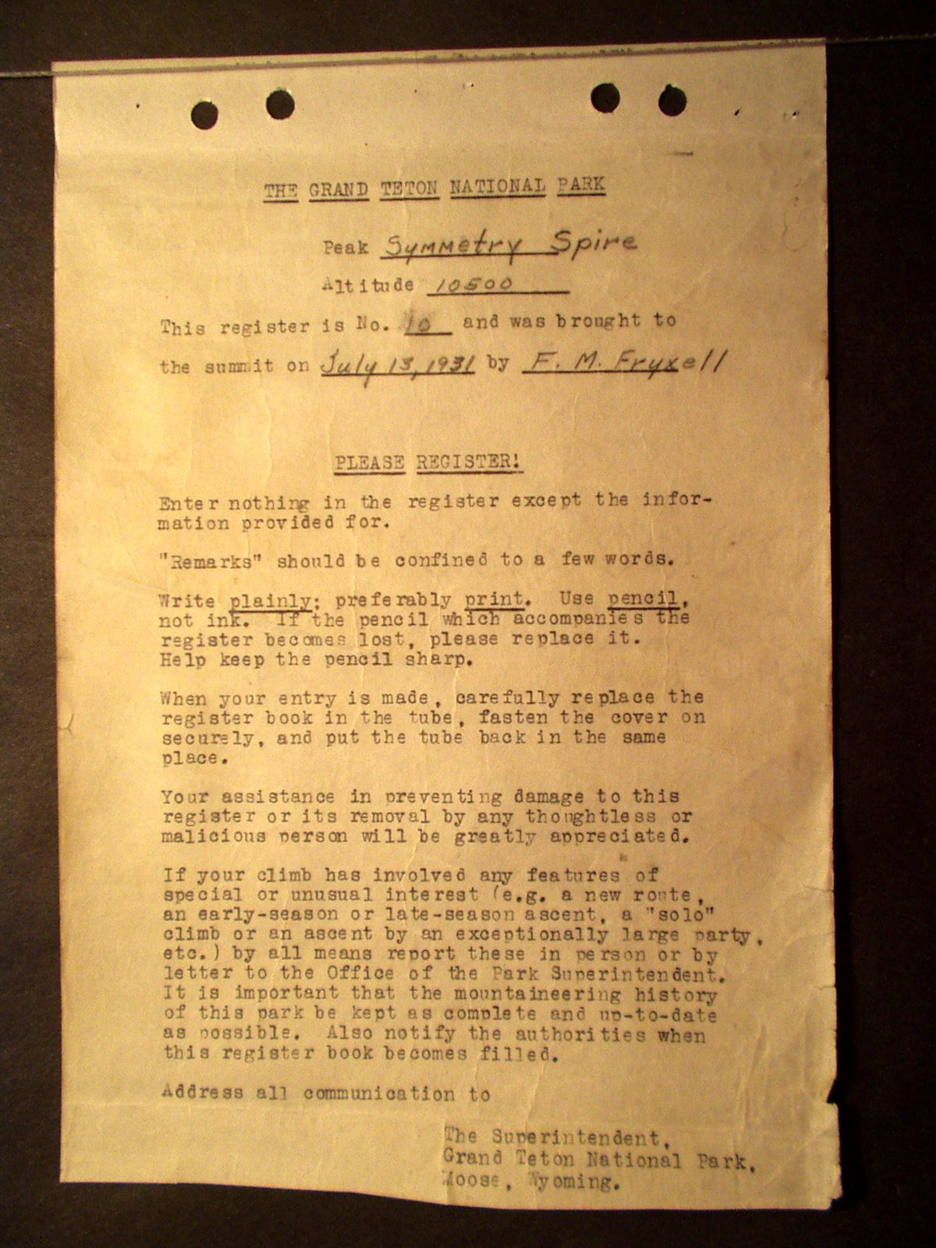 THE GRAND TETON NATIONAL PARK
Peak Symmetry Spire
Altitude 10500
This register is No. 10 and was brought to
the summit on July 13, 1931 by F. M. Fryxell
PLEASE REGISTER!
Enter nothing in the register except the infor-
mation provided for.
"Remarks" should be confined to a few words.
Write plainly; preferably print. Use pencil,
not ink. If the pencil which accompanies the
register becomes lost, please replace it.
Help keep the pencil sharp.
When your entry is made, carefully replace the
register book in the tube, fasten the cover on
securely, and put the tube back in the same
place.
Your assistance in preventing damage to this
register or its removal by any thoughtless or
malicious person will be greatly appreciated.
If your climb has involved any features of
special or unusual interest (e.g. a new route,
an early-season or late-season ascent, a "solo"
climb or an ascent by an exceptionally large party,
etc.) by all means report these in person or by
letter to the Office of the Park Superintendent.
It is important that the mountaineering history
of this park be kept as complete and up-to-date
as possible. Also notify the authorities when
this register book becomes filled.
Address all communication to
The Superintendent,
Grand Teton National Park,
Moose, Wyoming.